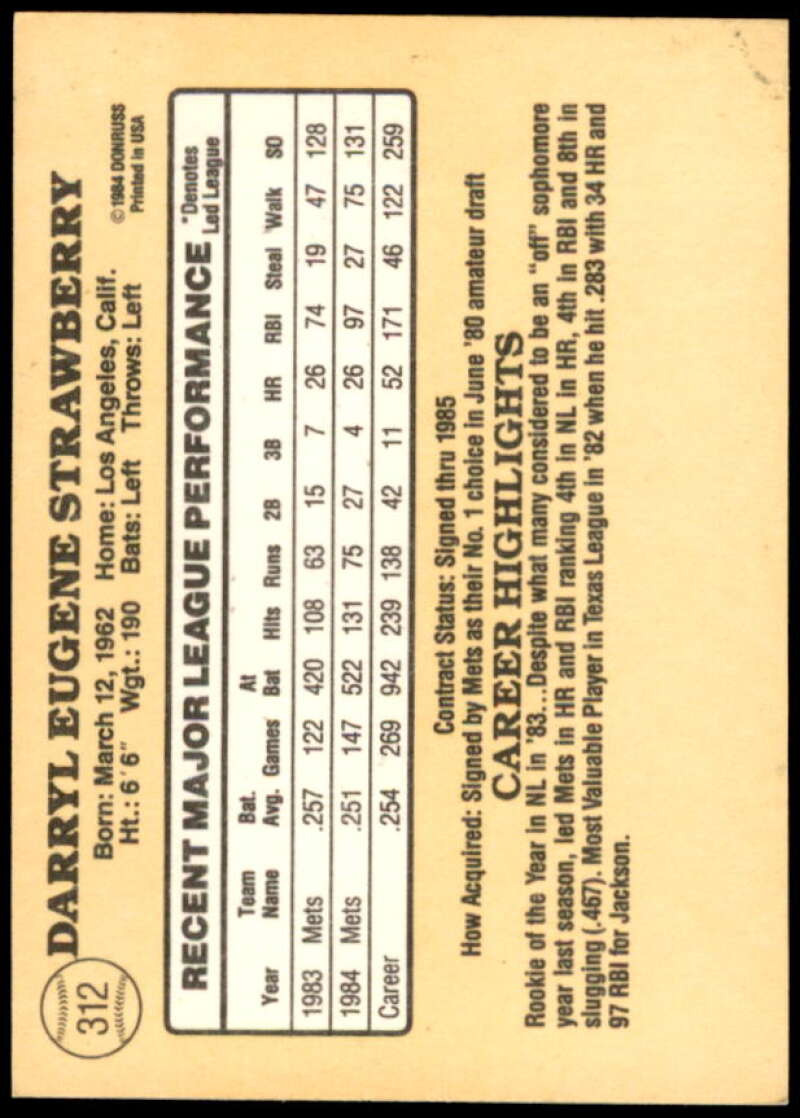 312
DARRYL EUGENE STRAWBERRY
Born: March 12, 1962 Home: Los Angeles, Calif.
Ht.: 6'6" Wgt.: 190 Bats: Left Throws: Left
©1984 DONRUSS
Printed in USA
RECENT MAJOR LEAGUE PERFORMANCE
*Denotes
Led League
Year Team Name Bat. Avg. Games At Bat Hits Runs 2B 3B HR RBI Steal Walk SO
1983 Mets .257 122 420 108 63 15 7 26 74 19 47 128
1984 Mets .251 147 522 131 75 27 4 26 97 27 75 131
Career .254 269 942 239 138 42 11 52 171 46 122 259
Contract Status: Signed thru 1985
How Acquired: Signed by Mets as their No. 1 choice in June '80 amateur draft
CAREER HIGHLIGHTS
Rookie of the Year in NL in '83...Despite what many considered to be an "off" sophomore
year last season, led Mets in HR and RBI ranking 4th in NL in HR, 4th in RBI and 8th in
slugging (.467). Most Valuable Player in Texas League in '82 when he hit .283 with 34 HR and
97 RBI for Jackson.